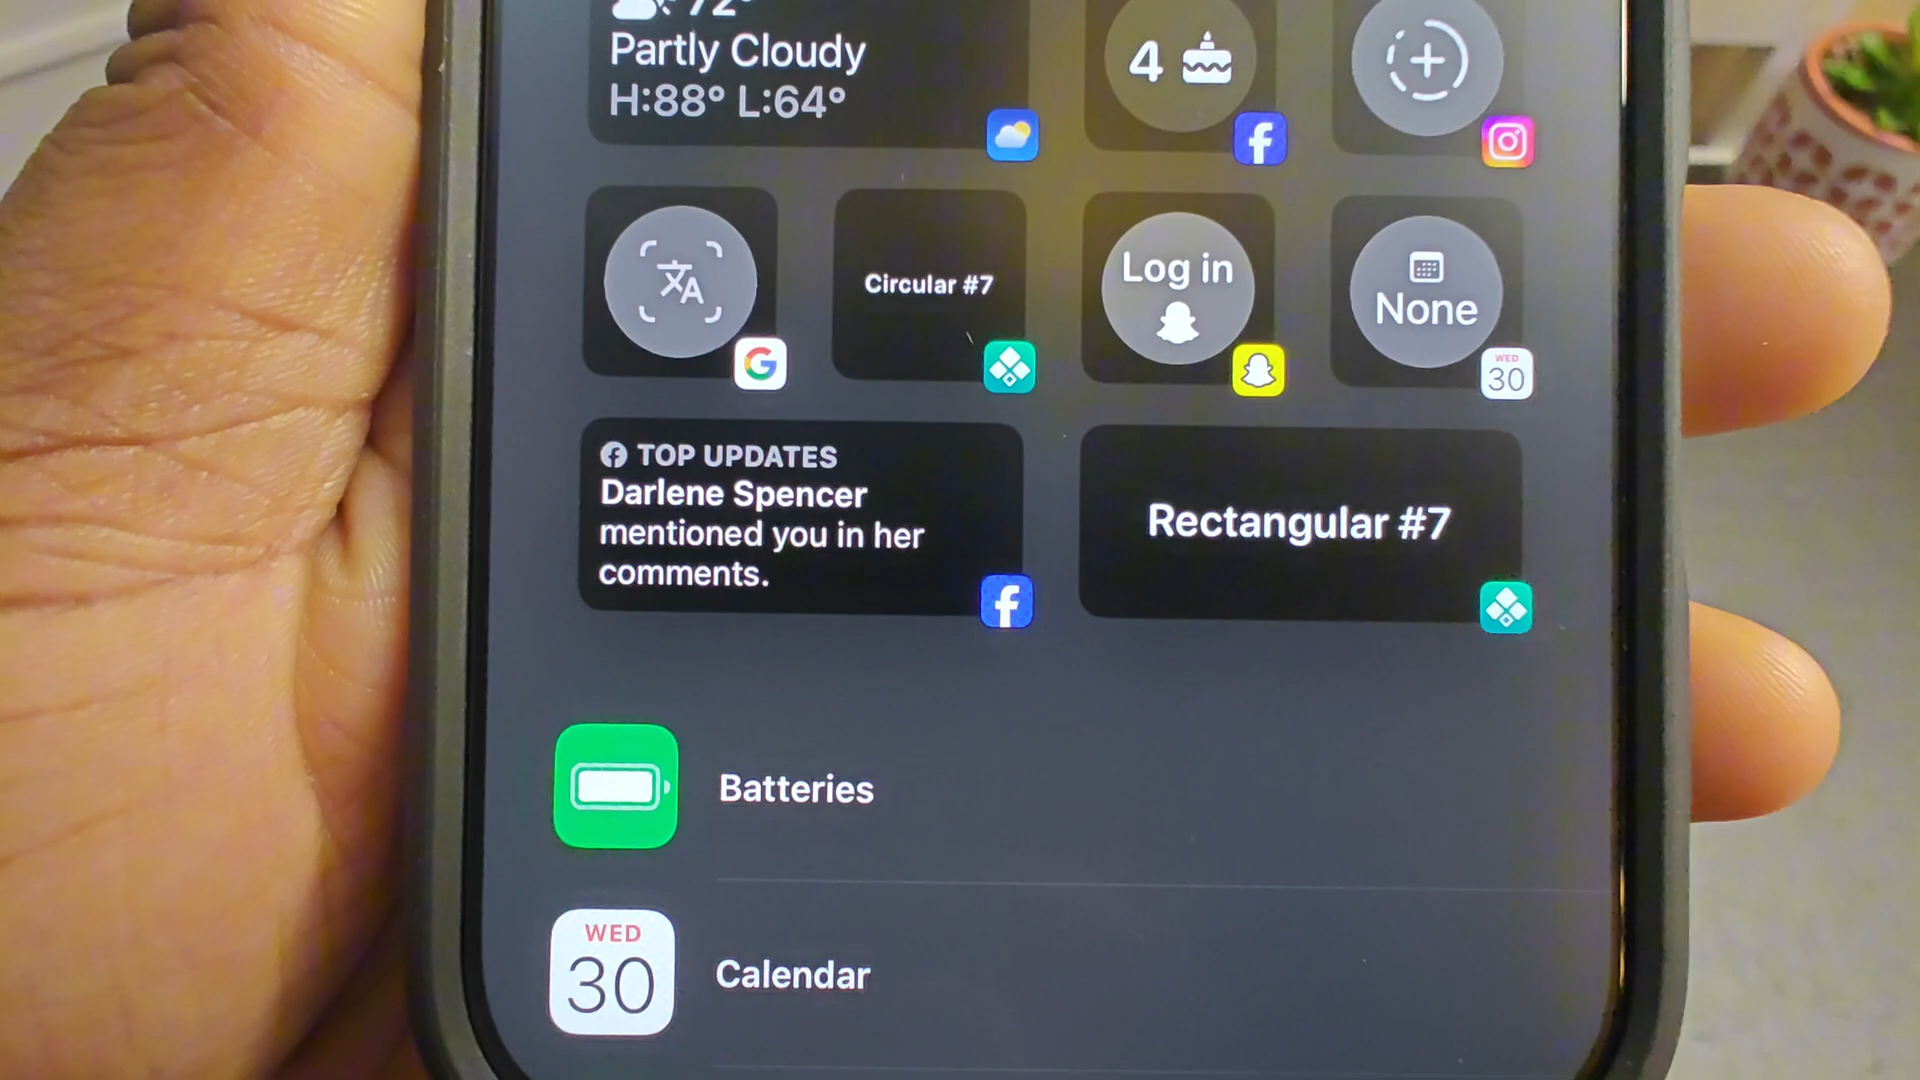 72°
Partly Cloudy
H:88° L:64°
4
Circular #7
Log in
None
WED
30
TOP UPDATES
Darlene Spencer
mentioned you in her
comments.
Rectangular #7
Batteries
WED
30
Calendar